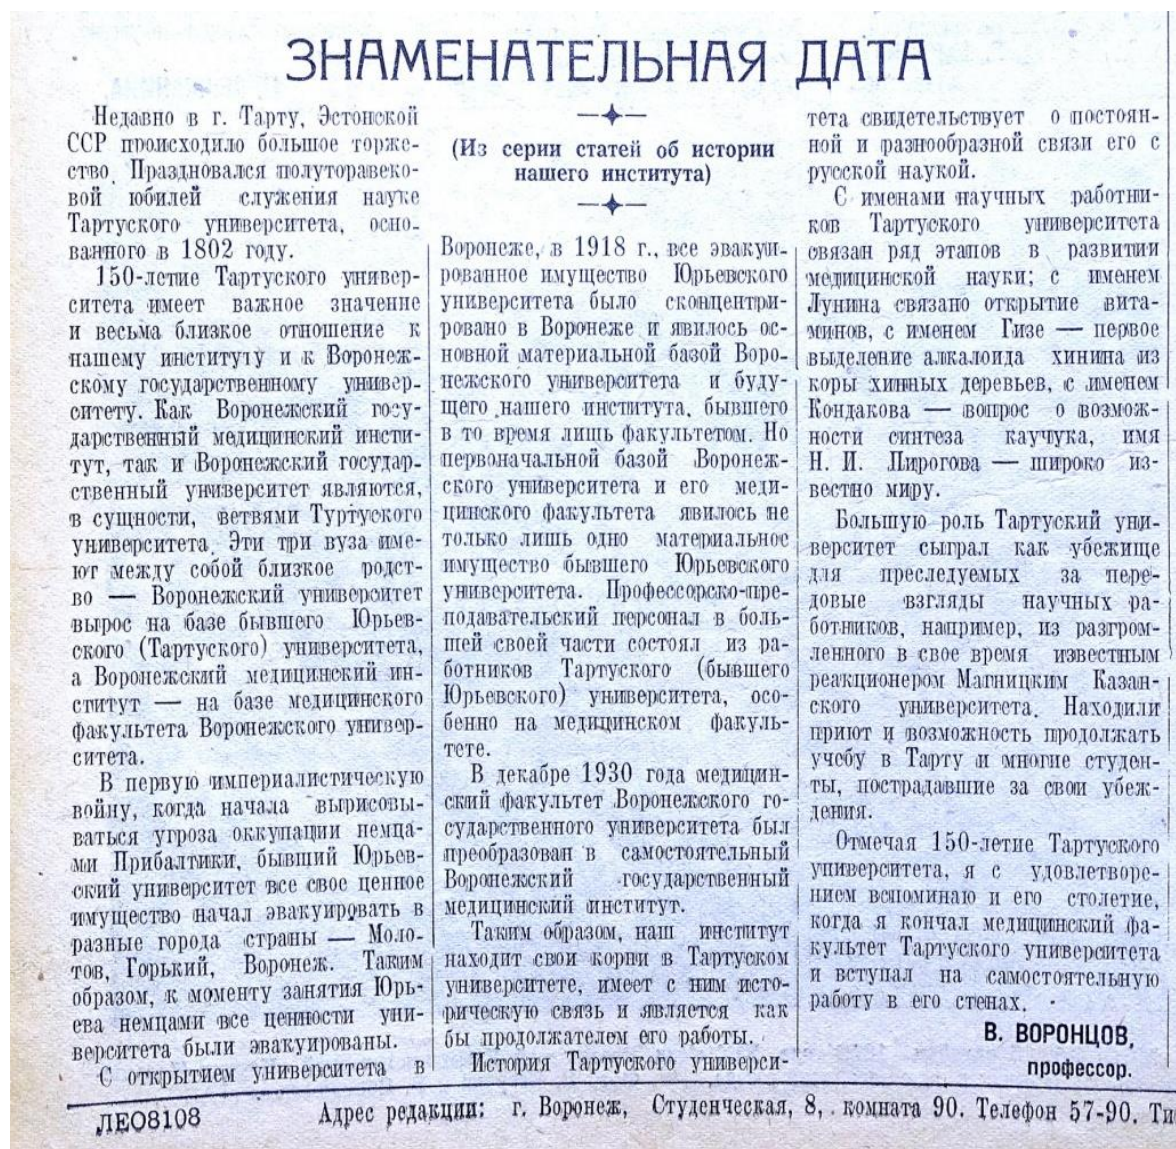 ЗНАМЕНАТЕЛЬНАЯ ДАТА
Недавно в г. Тарту, Эстонской
ССР происходило большое торже-
ство. Праздновался полуторавеко-
вой юбилей служения науке
Тартуского университета, осно-
ванного в 1802 году.
150-летие Тартуского универ-
ситета имеет важное значение
и весьма близкое отношение к
нашему институту и к Воронеж-
скому государственному универ-
ситету. Как Воронежский госу-
дарственный медицинский инсти-
тут, так и Воронежский государ-
ственный университет являются,
в сущности, ветвями Туртуского
университета. Эти три вуза име-
ют между собой близкое родст-
во — Воронежский университет
вырос на базе бывшего Юрьев-
ского (Тартуского) университета,
а Воронежский медицинский ин-
ститут — на базе медицинского
факультета Воронежского универ-
ситета.
В первую империалистическую
войну, когда начала вырисовы-
ваться угроза оккупации немца-
ми Прибалтики, бывший Юрьев-
ский университет все свое ценное
имущество начал эвакуировать в
разные города страны — Моло-
тов, Горький, Воронеж. Таким
образом, к моменту занятия Юрь-
ева немцами все ценности уни-
верситета были эвакуированы.
С открытием университета в
(Из серии статей об истории
нашего института)
Воронеже, в 1918 г., все эвакуи-
рованное имущество Юрьевского
университета было сконцентри-
ровано в Воронеже и явилось ос-
новной материальной базой Воро-
нежского университета и буду-
щего нашего института, бывшего
в то время лишь факультетом. Но
первоначальной базой Воронеж-
ского университета и его меди-
цинского факультета явилось не
только лишь одно материальное
имущество бывшего Юрьевского
университета. Профессорско-пре-
подавательский персонал в боль-
шей своей части состоял из ра-
ботников Тартуского (бывшего
Юрьевского) университета, осо-
бенно на медицинском факуль-
тете.
В декабре 1930 года медицин-
ский факультет Воронежского го-
сударственного университета был
преобразован в самостоятельный
Воронежский государственный
медицинский институт.
Таким образом, наш институт
находит свои корни в Тартуском
университете, имеет с ним исто-
рическую связь и является как
бы продолжателем его работы.
История Тартуского универси-
тета свидетельствует о постоян-
ной и разнообразной связи его с
русской наукой.
С именами научных работни-
ков Тартуского университета
связан ряд этапов в развитии
медицинской науки; с именем
Лунина связано открытие вита-
минов, с именем Гизе — первое
выделение алкалоида хинина из
коры хинных деревьев, с именем
Кондакова — вопрос о возмож-
ности синтеза каучука, имя
Н. И. Пирогова — широко из-
вестно миру.
Большую роль Тартуский уни-
верситет сыграл как убежище
для преследуемых за пере-
довые взгляды научных ра-
ботников, например, из разгром-
ленного в свое время известным
реакционером Магницким Казан-
ского университета. Находили
приют и возможность продолжать
учебу в Тарту и многие студен-
ты, пострадавшие за свои убеж-
дения.
Отмечая 150-летие Тартуского
университета, я с удовлетворе-
нием вспоминаю и его столетие,
когда я кончал медицинский фа-
культет Тартуского университета
и вступал на самостоятельную
работу в его стенах.
В. ВОРОНЦОВ,
профессор.
ЛЕ08108 Адрес редакции: г. Воронеж, Студенческая, 8, комната 90. Телефон 57-90.